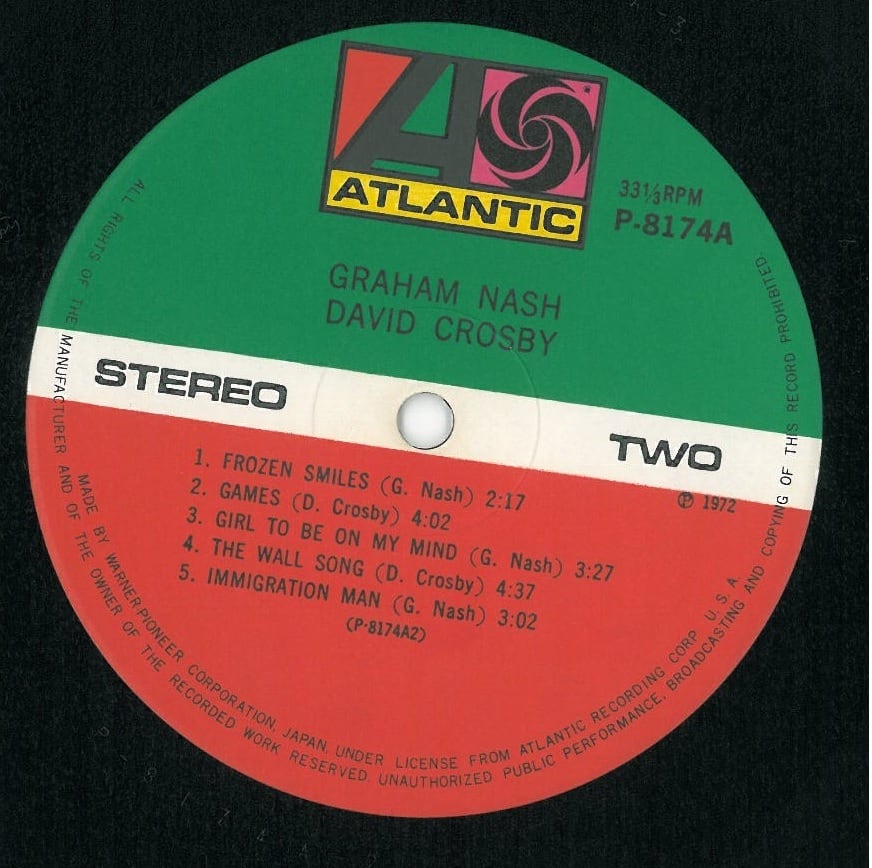 ATLANTIC
33⅓RPM
P-8174A
GRAHAM NASH
DAVID CROSBY
STEREO
TWO
℗ 1972
1. FROZEN SMILES (G. Nash) 2:17
2. GAMES (D. Crosby) 4:02
3. GIRL TO BE ON MY MIND (G. Nash) 3:27
4. THE WALL SONG (D. Crosby) 4:37
5. IMMIGRATION MAN (G. Nash) 3:02
(P-8174A2)
MADE BY WARNER-PIONEER CORPORATION, JAPAN, UNDER LICENSE FROM ATLANTIC RECORDING CORP. U. S. A.
ALL RIGHTS OF THE MANUFACTURER AND OF THE OWNER OF THE RECORDED WORK RESERVED. UNAUTHORIZED PUBLIC PERFORMANCE, BROADCASTING AND COPYING OF THIS RECORD PROHIBITED.